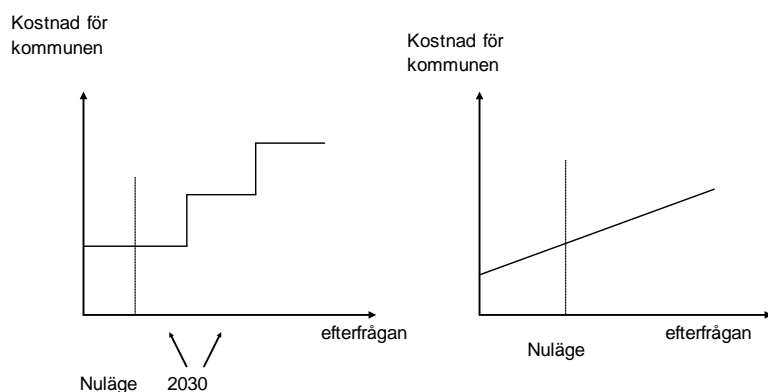 Kostnad för
kommunen
efterfrågan
Nuläge 2030
Kostnad för
kommunen
efterfrågan
Nuläge